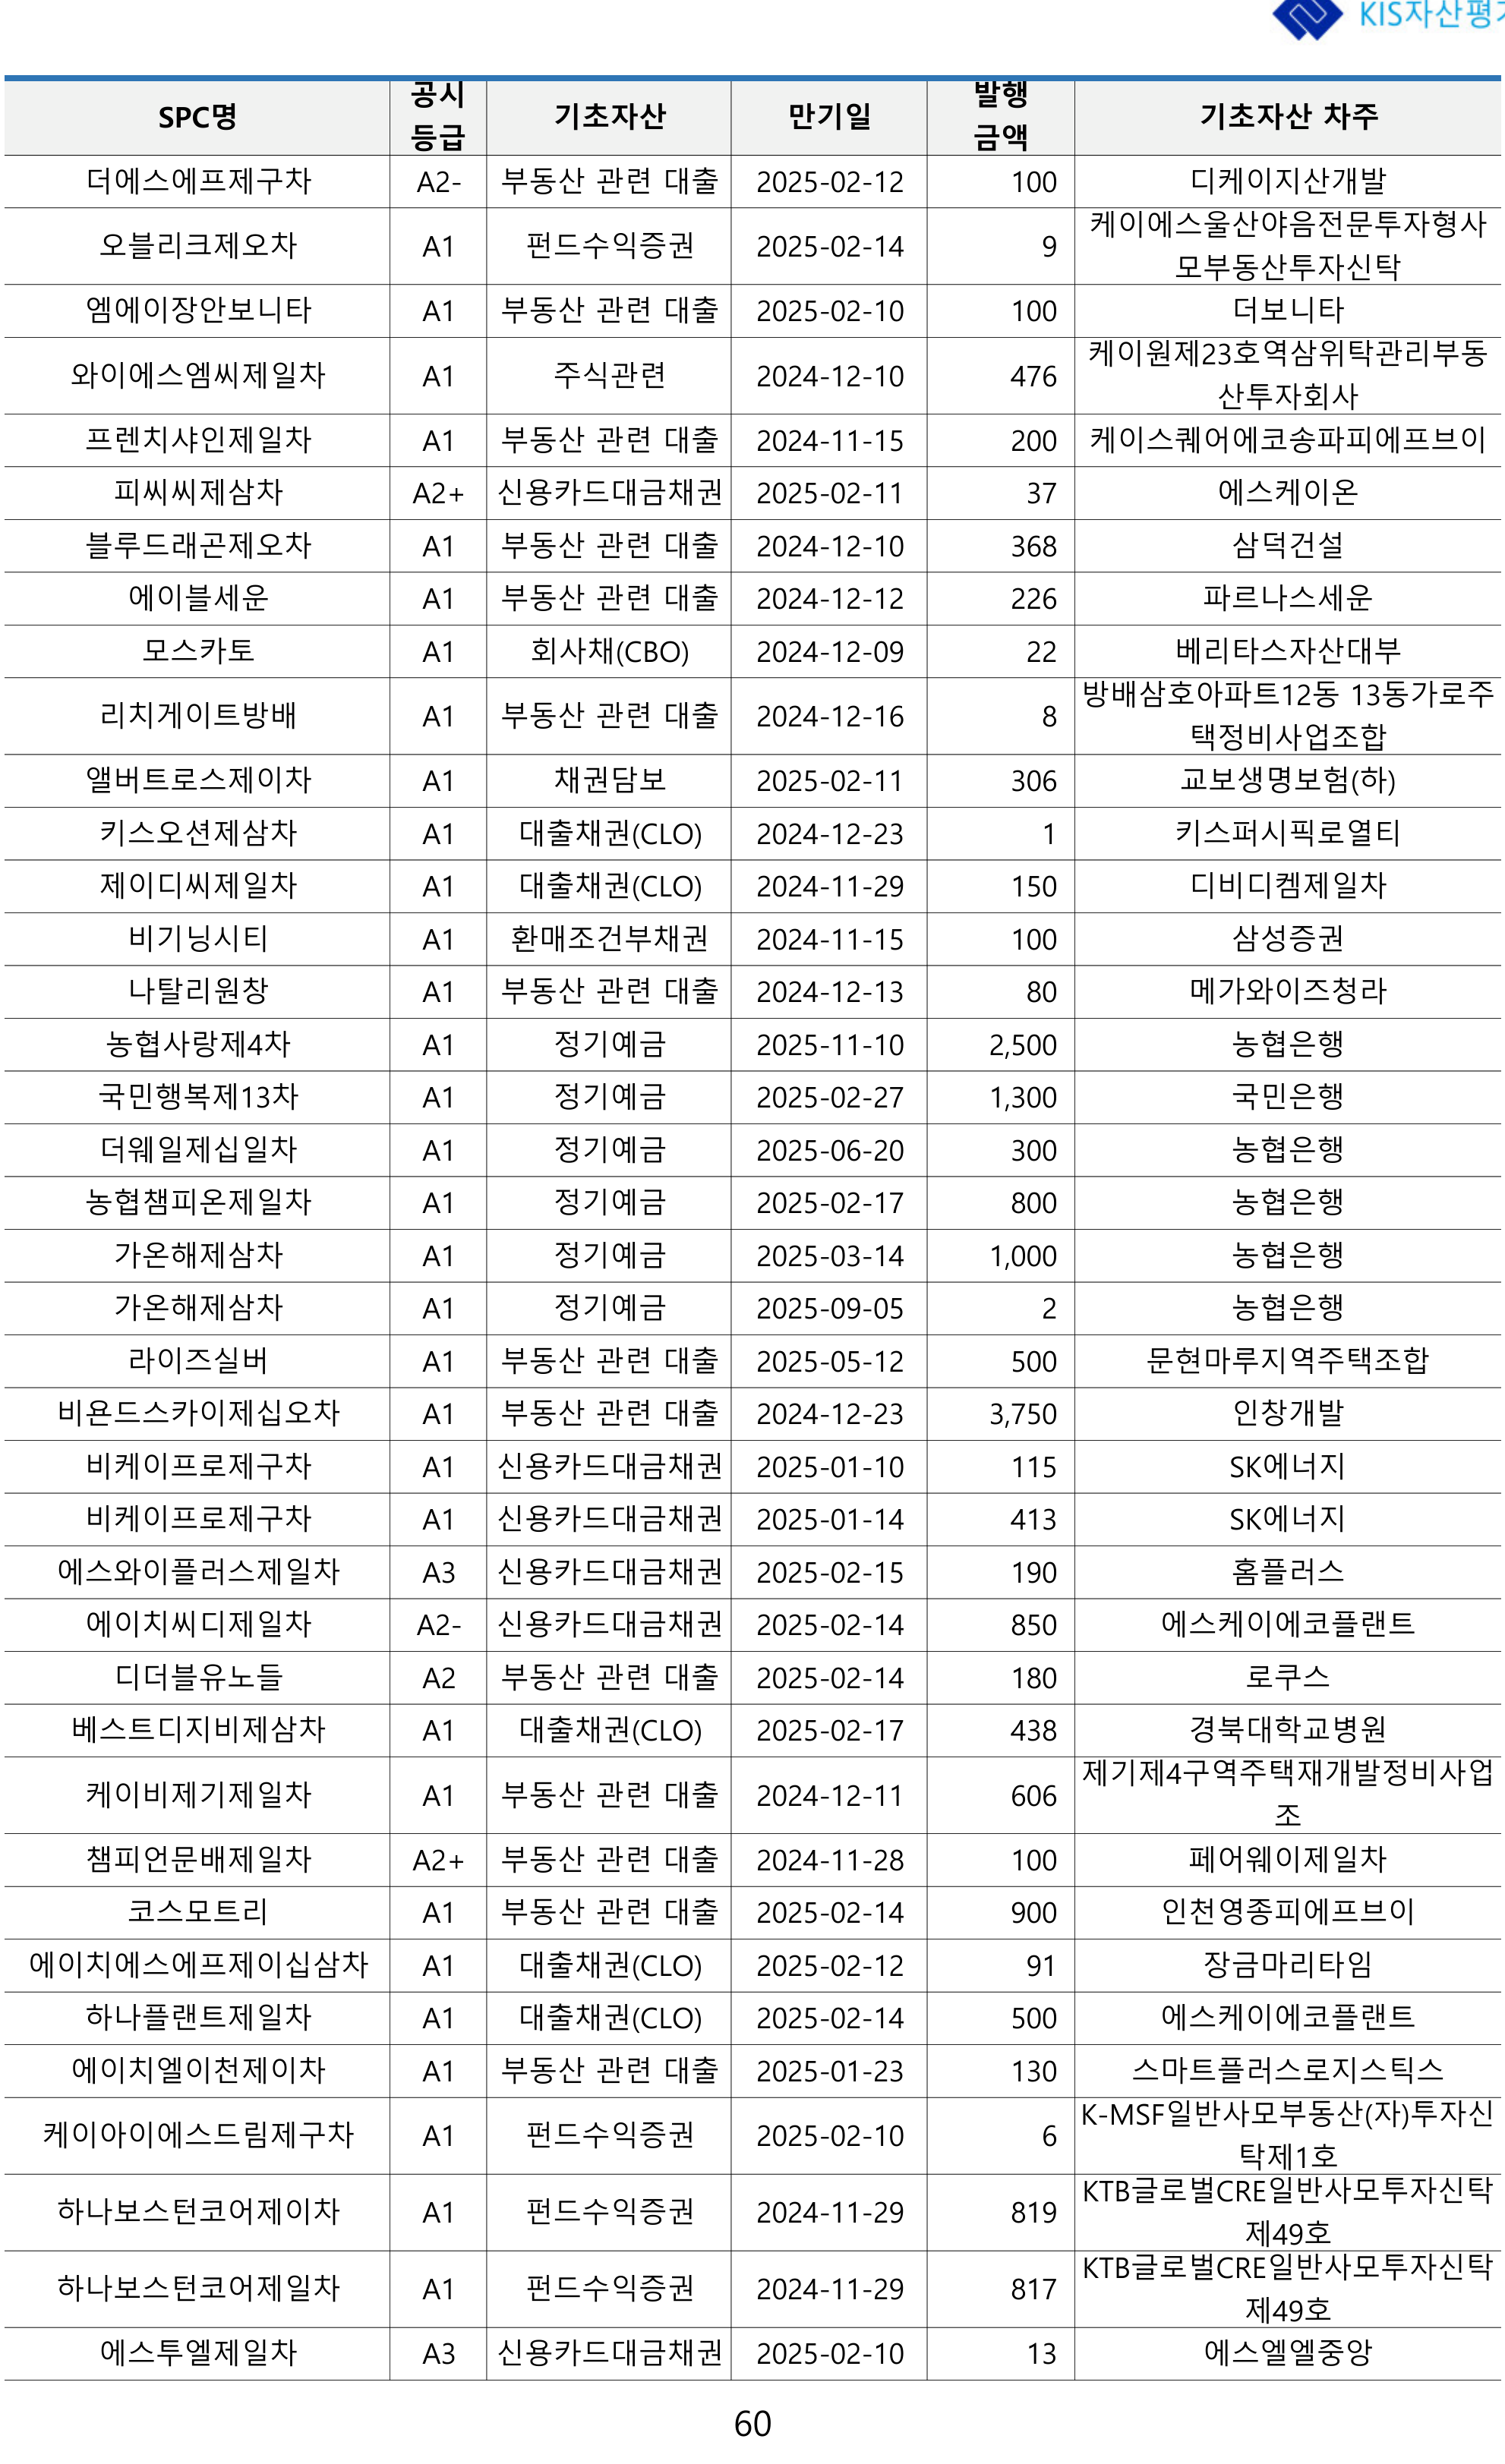 KIS자산평가
SPC명 공시등급 기초자산 만기일 발행금액 기초자산 차주
더에스에프제구차 A2- 부동산 관련 대출 2025-02-12 100 디케이지산개발
오블리크제오차 A1 펀드수익증권 2025-02-14 9 케이에스울산야음전문투자형사
모부동산투자신탁
엠에이장안보니타 A1 부동산 관련 대출 2025-02-10 100 더보니타
와이에스엠씨제일차 A1 주식관련 2024-12-10 476 케이원제23호역삼위탁관리부동
산투자회사
프렌치샤인제일차 A1 부동산 관련 대출 2024-11-15 200 케이스퀘어에코송파피에프브이
피씨씨제삼차 A2+ 신용카드대금채권 2025-02-11 37 에스케이온
블루드래곤제오차 A1 부동산 관련 대출 2024-12-10 368 삼덕건설
에이블세운 A1 부동산 관련 대출 2024-12-12 226 파르나스세운
모스카토 A1 회사채(CBO) 2024-12-09 22 베리타스자산대부
리치게이트방배 A1 부동산 관련 대출 2024-12-16 8 방배삼호아파트12동 13동가로주
택정비사업조합
앨버트로스제이차 A1 채권담보 2025-02-11 306 교보생명보험(하)
키스오션제삼차 A1 대출채권(CLO) 2024-12-23 1 키스퍼시픽로열티
제이디씨제일차 A1 대출채권(CLO) 2024-11-29 150 디비디켐제일차
비기닝시티 A1 환매조건부채권 2024-11-15 100 삼성증권
나탈리원창 A1 부동산 관련 대출 2024-12-13 80 메가와이즈청라
농협사랑제4차 A1 정기예금 2025-11-10 2,500 농협은행
국민행복제13차 A1 정기예금 2025-02-27 1,300 국민은행
더웨일제십일차 A1 정기예금 2025-06-20 300 농협은행
농협챔피온제일차 A1 정기예금 2025-02-17 800 농협은행
가온해제삼차 A1 정기예금 2025-03-14 1,000 농협은행
가온해제삼차 A1 정기예금 2025-09-05 2 농협은행
라이즈실버 A1 부동산 관련 대출 2025-05-12 500 문현마루지역주택조합
비욘드스카이제십오차 A1 부동산 관련 대출 2024-12-23 3,750 인창개발
비케이프로제구차 A1 신용카드대금채권 2025-01-10 115 SK에너지
비케이프로제구차 A1 신용카드대금채권 2025-01-14 413 SK에너지
에스와이플러스제일차 A3 신용카드대금채권 2025-02-15 190 홈플러스
에이치씨디제일차 A2- 신용카드대금채권 2025-02-14 850 에스케이에코플랜트
디더블유노들 A2 부동산 관련 대출 2025-02-14 180 로쿠스
베스트디지비제삼차 A1 대출채권(CLO) 2025-02-17 438 경북대학교병원
케이비제기제일차 A1 부동산 관련 대출 2024-12-11 606 제기제4구역주택재개발정비사업
조
챔피언문배제일차 A2+ 부동산 관련 대출 2024-11-28 100 페어웨이제일차
코스모트리 A1 부동산 관련 대출 2025-02-14 900 인천영종피에프브이
에이치에스에프제이십삼차 A1 대출채권(CLO) 2025-02-12 91 장금마리타임
하나플랜트제일차 A1 대출채권(CLO) 2025-02-14 500 에스케이에코플랜트
에이치엘이천제이차 A1 부동산 관련 대출 2025-01-23 130 스마트플러스로지스틱스
케이아이에스드림제구차 A1 펀드수익증권 2025-02-10 6 K-MSF일반사모부동산(자)투자신
탁제1호
하나보스턴코어제이차 A1 펀드수익증권 2024-11-29 819 KTB글로벌CRE일반사모투자신탁
제49호
하나보스턴코어제일차 A1 펀드수익증권 2024-11-29 817 KTB글로벌CRE일반사모투자신탁
제49호
에스투엘제일차 A3 신용카드대금채권 2025-02-10 13 에스엘엘중앙
60